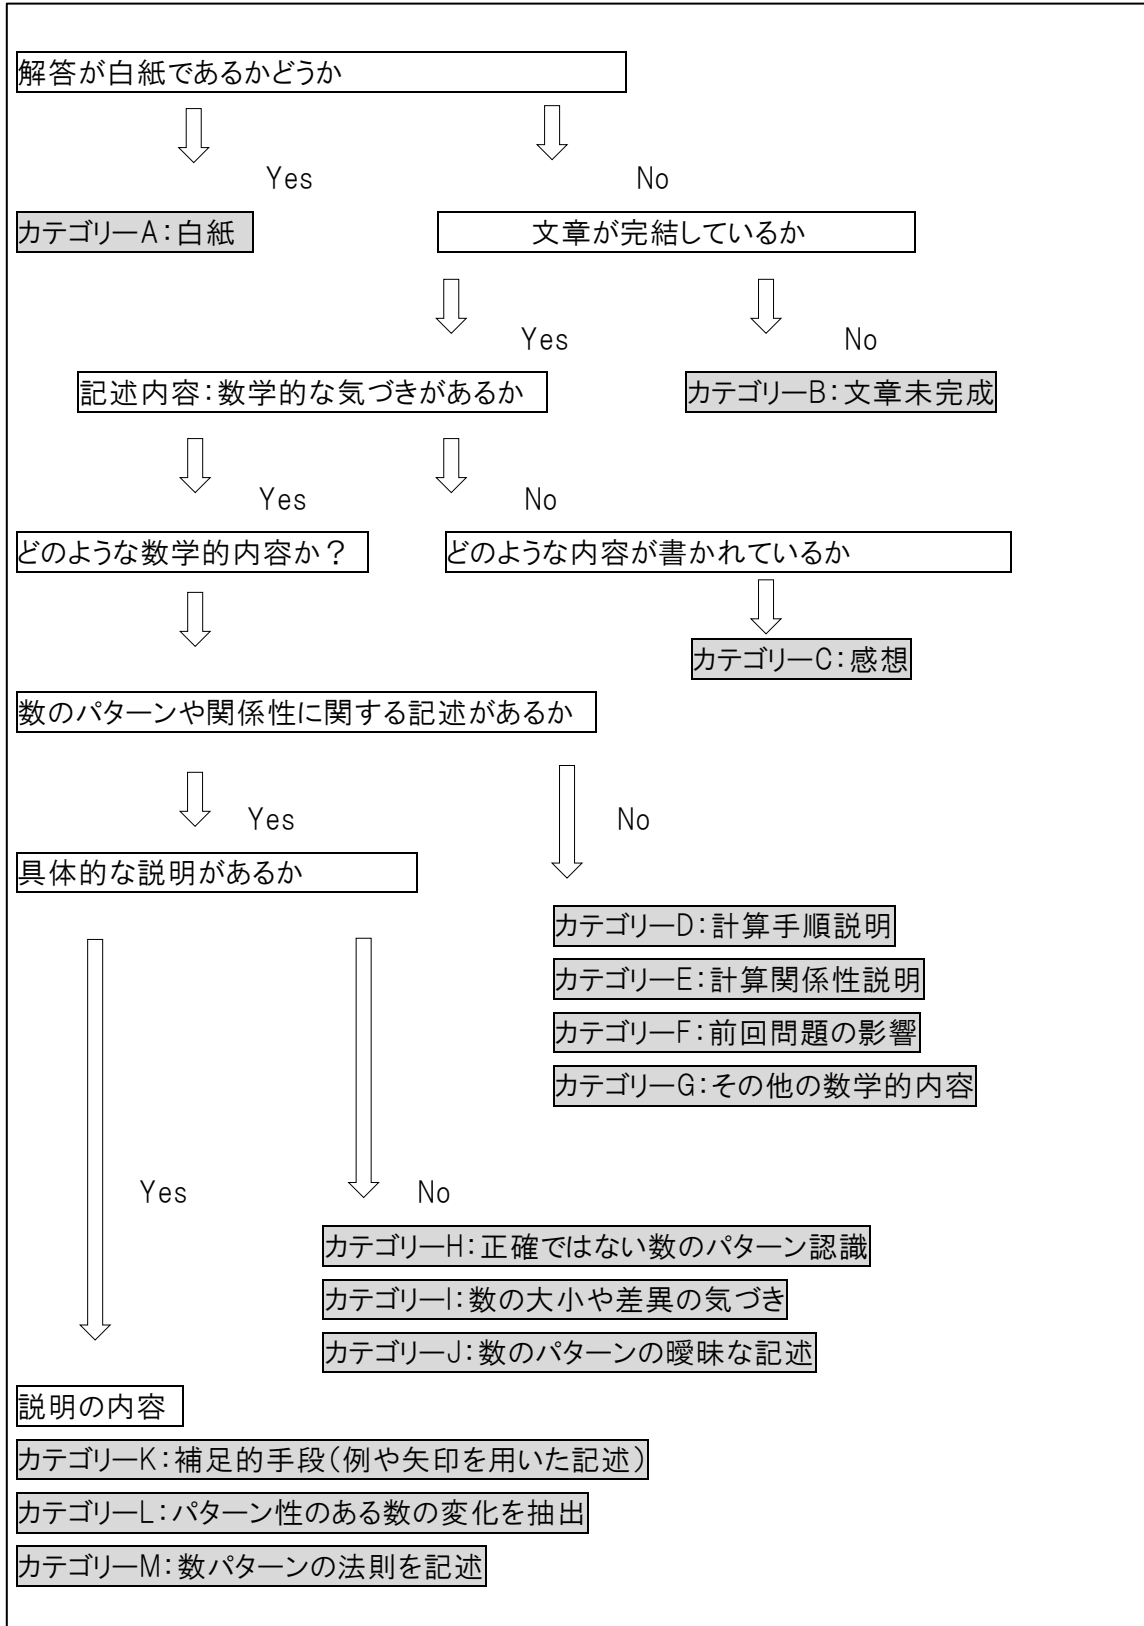 解答が白紙であるかどうか
Yes
No
カテゴリーA：白紙
文章が完結しているか
Yes
No
記述内容：数学的な気づきがあるか
カテゴリーB：文章未完成
Yes
No
どのような数学的内容か？
どのような内容が書かれているか
カテゴリーC：感想
数のパターンや関係性に関する記述があるか
Yes
No
具体的な説明があるか
カテゴリーD：計算手順説明
カテゴリーE：計算関係性説明
カテゴリーF：前回問題の影響
カテゴリーG：その他の数学的内容
Yes
No
カテゴリーH：正確ではない数のパターン認識
カテゴリーI：数の大小や差異の気づき
カテゴリーJ：数のパターンの曖昧な記述
説明の内容
カテゴリーK：補足的手段（例や矢印を用いた記述）
カテゴリーL：パターン性のある数の変化を抽出
カテゴリーM：数パターンの法則を記述